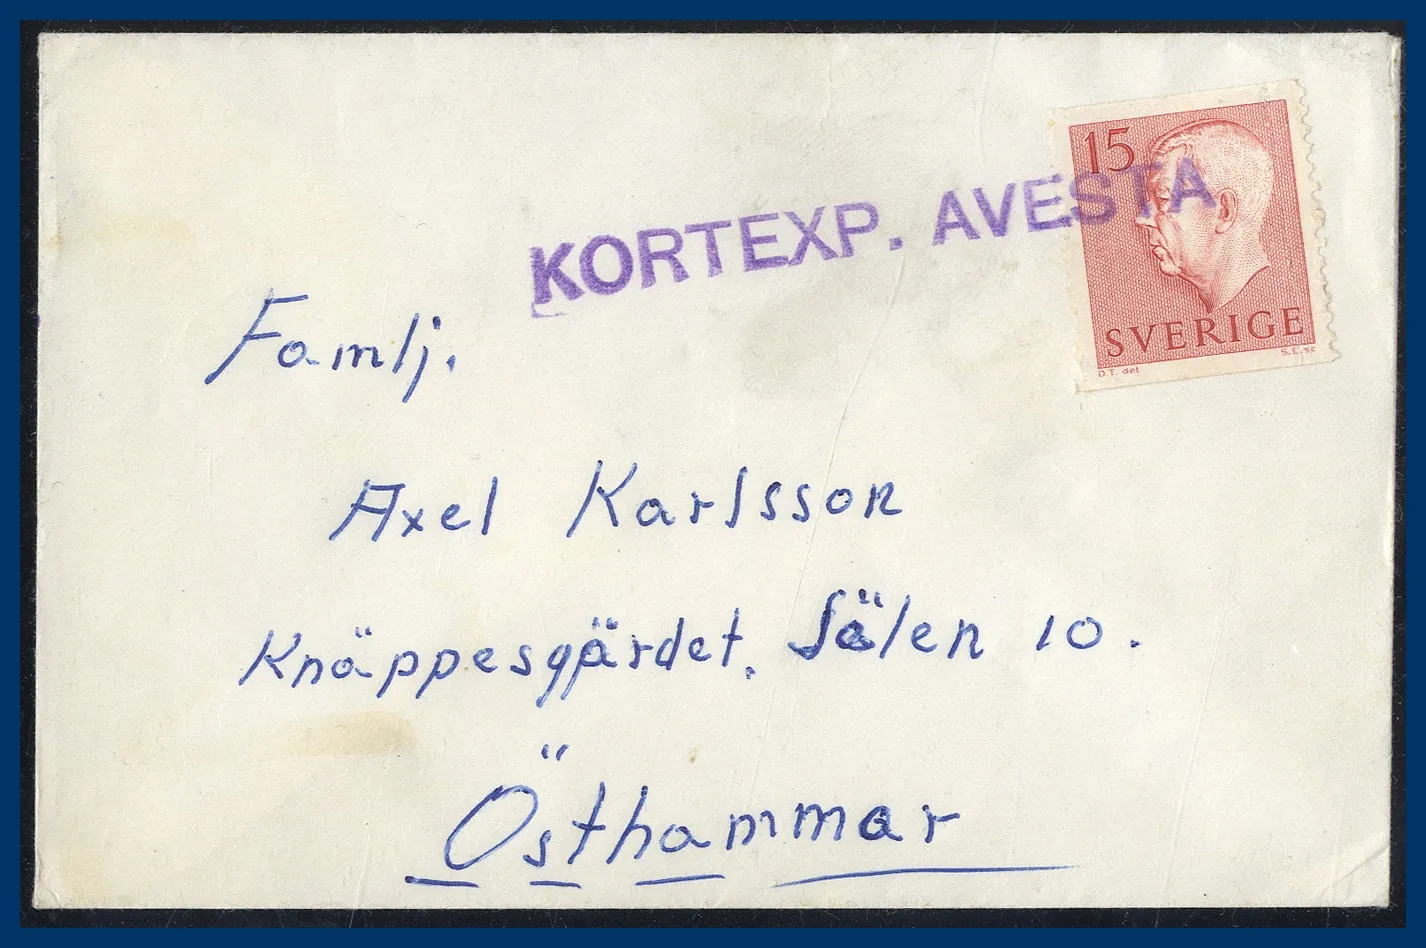 15
KORTEXP. AVESTA
SVERIGE
D.T. del
S.E. sc
Famlj.
Axel Karlsson
Knäppesgärdet. Sälen 10.
Östhammar